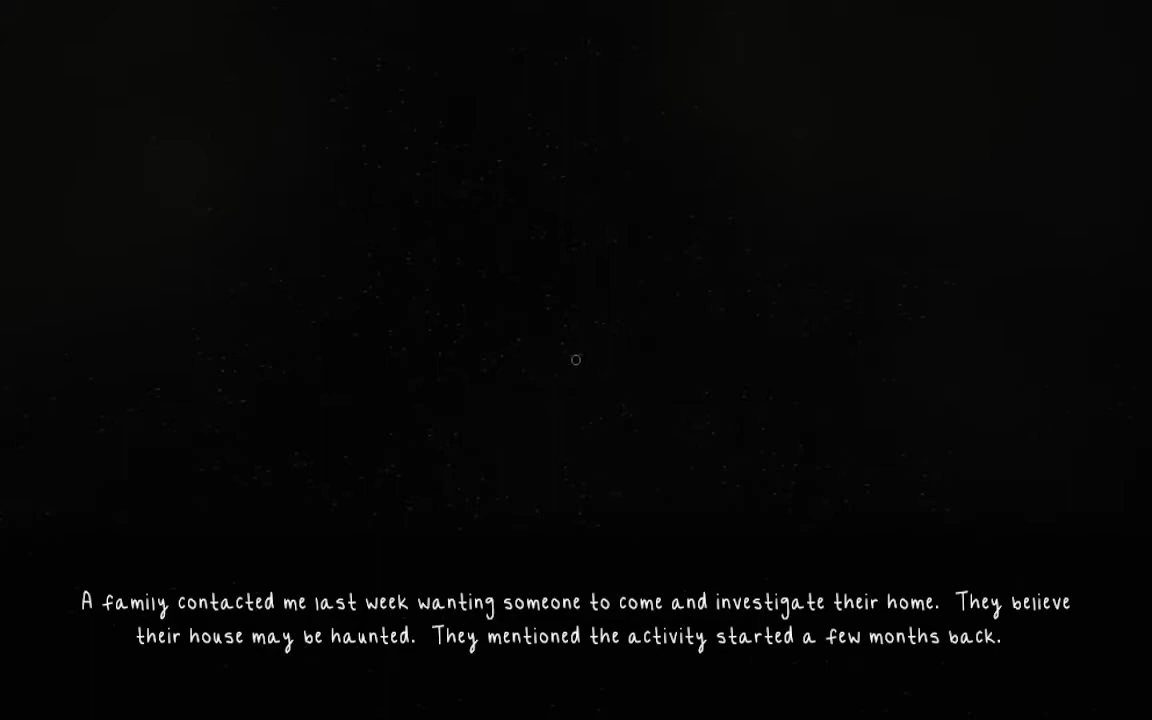 A family contacted me last week wanting someone to come and investigate their home. They believe
their house may be haunted. They mentioned the activity started a few months back.